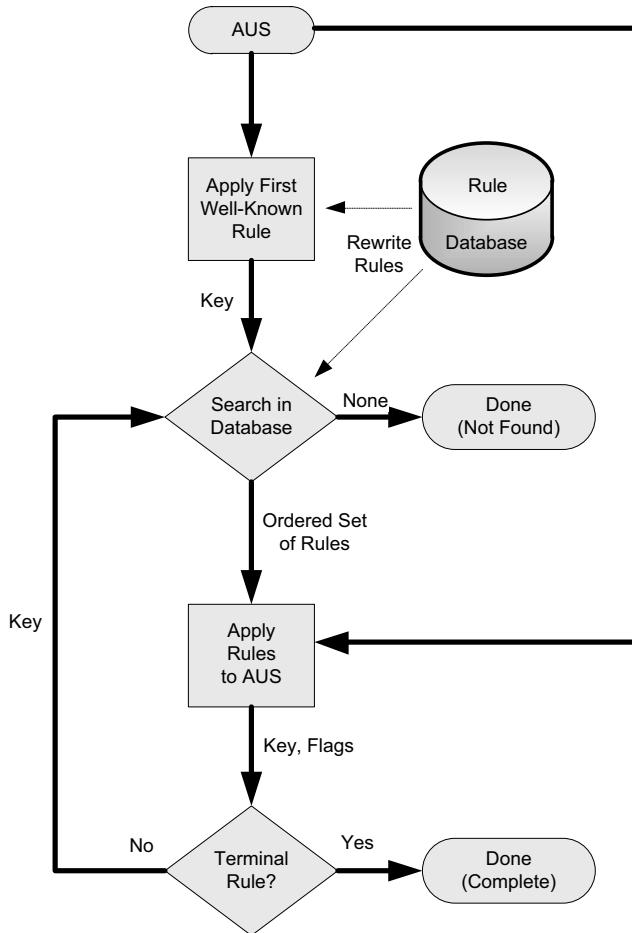 AUS
Apply First
Well-Known
Rule
Rule
Database
Rewrite
Rules
Key
Search in
Database
None
Done
(Not Found)
Ordered Set
of Rules
Key
Apply
Rules
to AUS
Key, Flags
No
Terminal
Rule?
Yes
Done
(Complete)